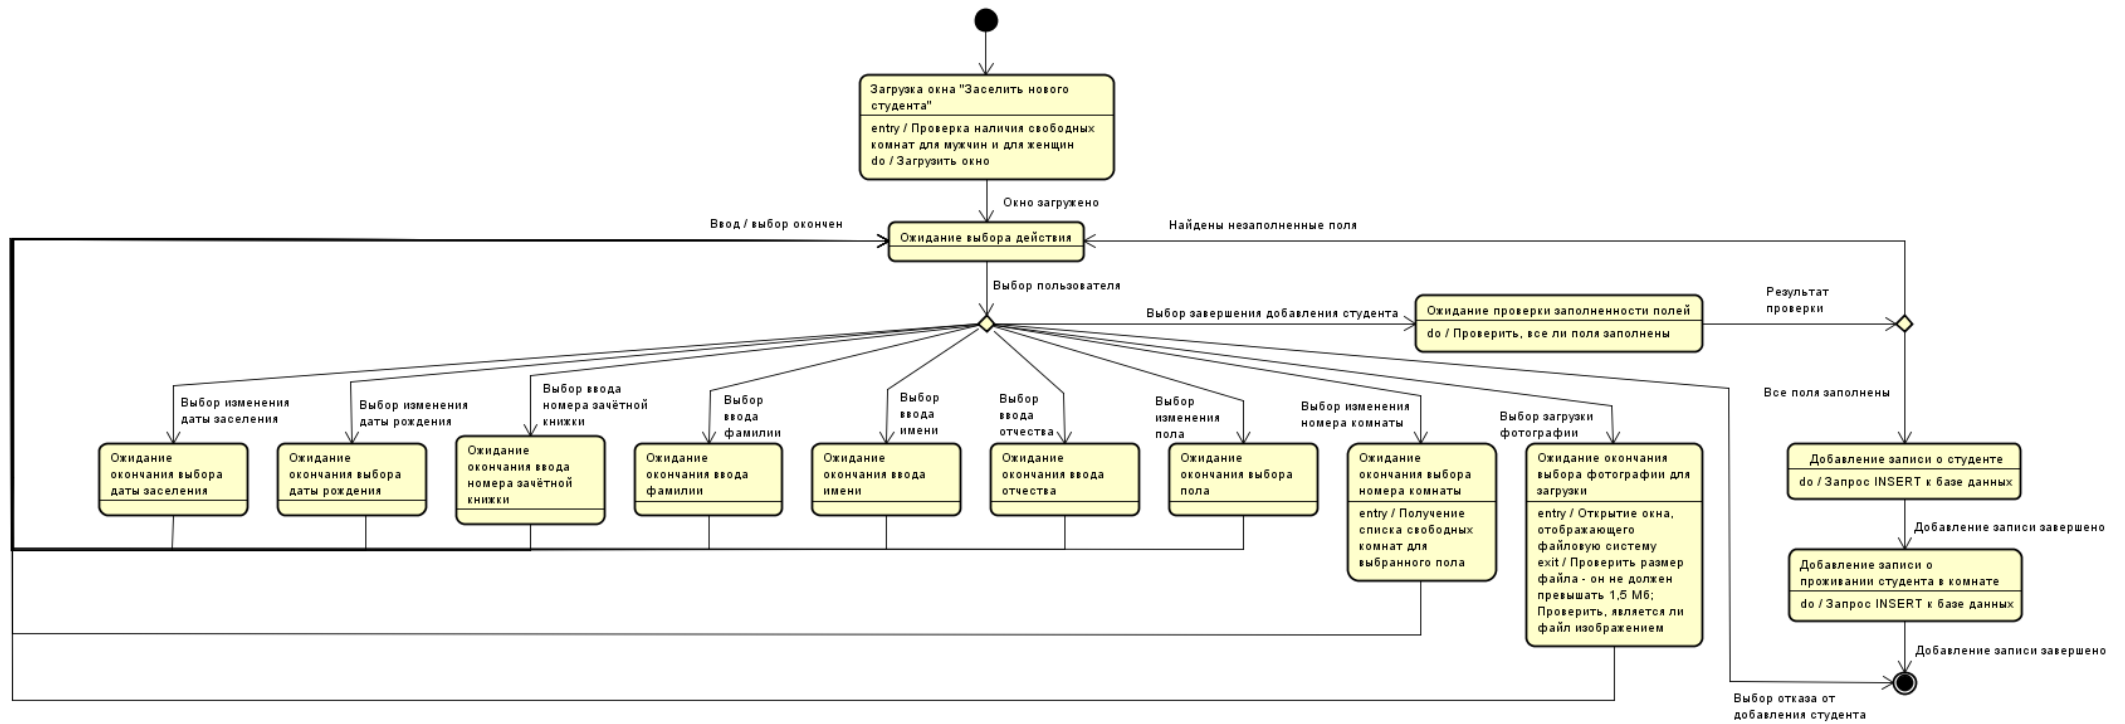 Загрузка окна "Заселить нового
студента"
entry / Проверка наличия свободных
комнат для мужчин и для женщин
do / Загрузить окно
Окно загружено
Ввод / выбор окончен
Найдены незаполненные поля
Ожидание выбора действия
Выбор пользователя
Выбор завершения добавления студента
Ожидание проверки заполненности полей
do / Проверить, все ли поля заполнены
Результат
проверки
Выбор изменения
даты заселения
Выбор изменения
даты рождения
Выбор ввода
номера зачётной
книжки
Выбор
ввода
фамилии
Выбор
ввода
имени
Выбор
ввода
отчества
Выбор
изменения
пола
Выбор изменения
номера комнаты
Выбор загрузки
фотографии
Все поля заполнены
Ожидание
окончания выбора
даты заселения
Ожидание
окончания выбора
даты рождения
Ожидание
окончания ввода
номера зачётной
книжки
Ожидание
окончания ввода
фамилии
Ожидание
окончания ввода
имени
Ожидание
окончания ввода
отчества
Ожидание
окончания выбора
пола
Ожидание
окончания выбора
номера комнаты
entry / Получение
списка свободных
комнат для
выбранного пола
Ожидание окончания
выбора фотографии для
загрузки
entry / Открытие окна,
отображающего
файловую систему
exit / Проверить размер
файла - он не должен
превышать 1,5 Мб;
Проверить, является ли
файл изображением
Добавление записи о студенте
do / Запрос INSERT к базе данных
Добавление записи завершено
Добавление записи о
проживании студента в комнате
do / Запрос INSERT к базе данных
Добавление записи завершено
Выбор отказа от
добавления студента